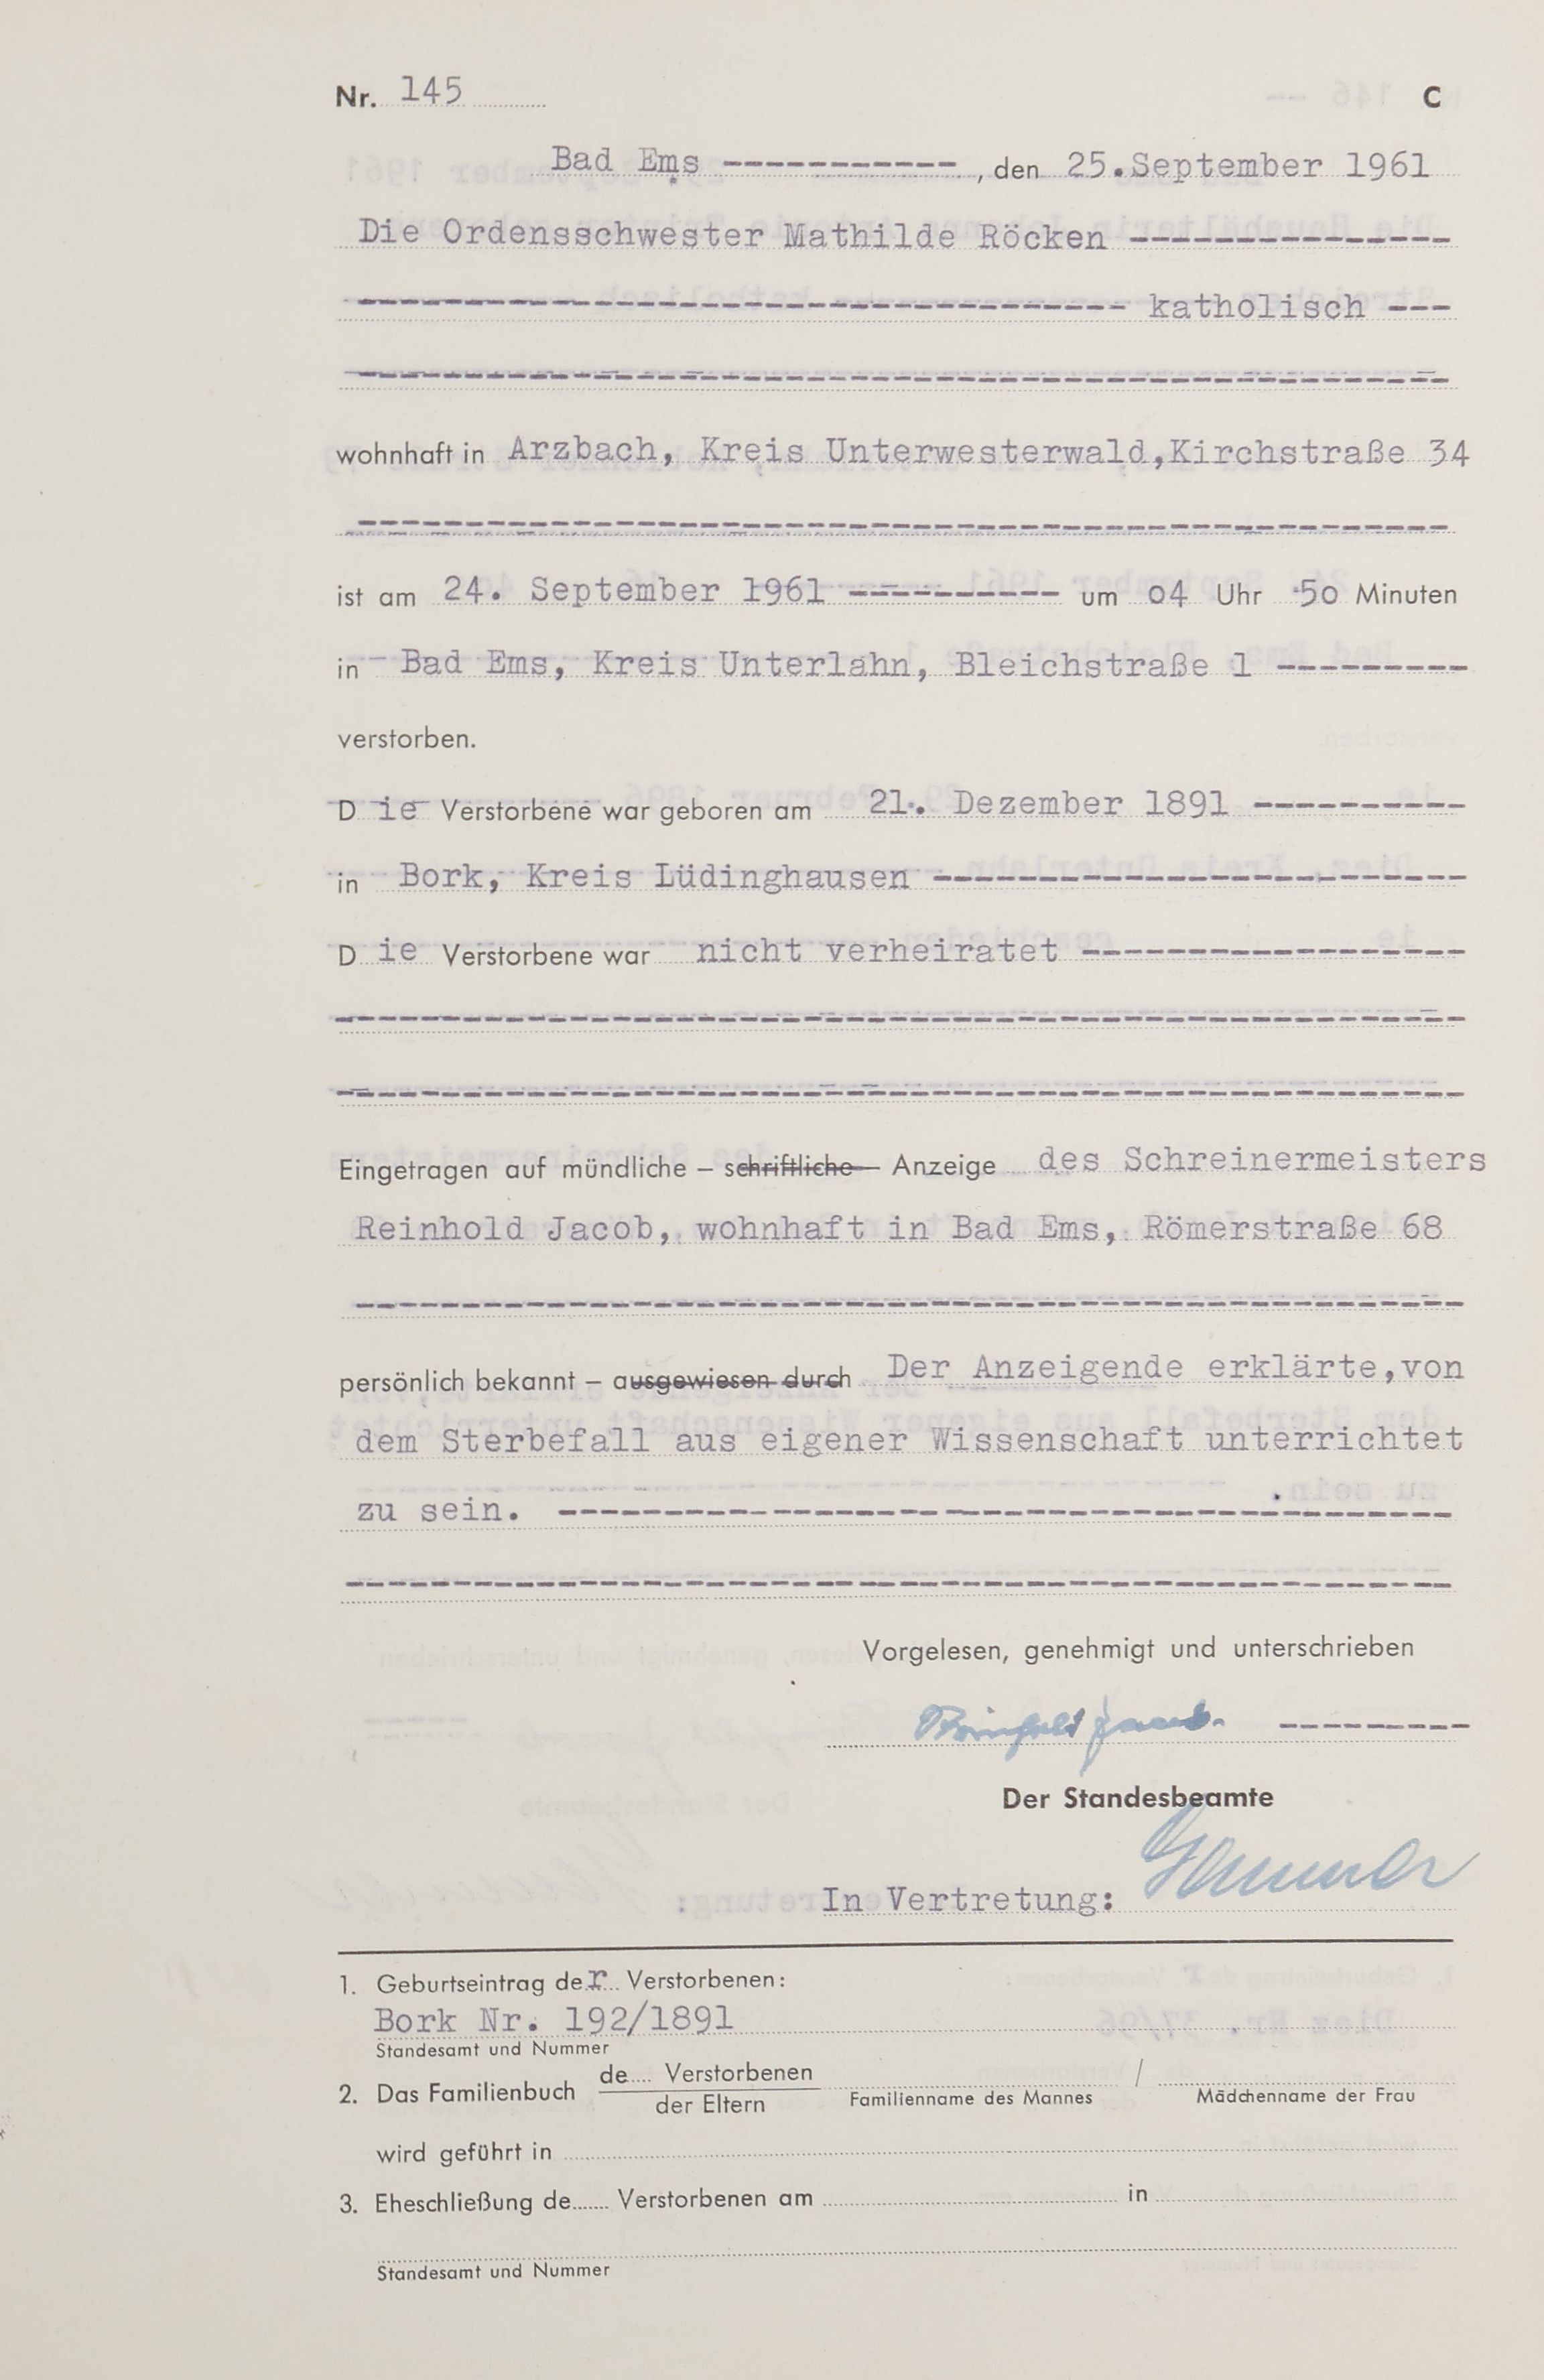 Nr. 145 C
Bad Ems -----------, den 25.September 1961
Die Ordensschwester Mathilde Röcken ---------------
------------------------------------ katholisch ---
---------------------------------------------------
wohnhaft in Arzbach, Kreis Unterwesterwald,Kirchstraße 34
---------------------------------------------------
ist am 24. September 1961 ---------- um o4 Uhr 5o Minuten
in Bad Ems, Kreis Unterlahn, Bleichstraße 1 ---------
verstorben.
Die Verstorbene war geboren am 21. Dezember 1891 ----------
in Bork, Kreis Lüdinghausen -------------------------
Die Verstorbene war nicht verheiratet ------------------
-----------------------------------------------------
-----------------------------------------------------
Eingetragen auf mündliche – schriftliche – Anzeige des Schreinermeisters
Reinhold Jacob, wohnhaft in Bad Ems, Römerstraße 68
----------------------------------------------------
persönlich bekannt – ausgewiesen durch Der Anzeigende erklärte,von
dem Sterbefall aus eigener Wissenschaft unterrichtet
zu sein. ------------------------------------------
----------------------------------------------------
Vorgelesen, genehmigt und unterschrieben
Reinhold Jacob. ---------
Der Standesbeamte
In Vertretung:
1. Geburtseintrag der Verstorbenen:
Bork Nr. 192/1891
Standesamt und Nummer
2. Das Familienbuch de.... Verstorbenen / 
der Eltern Familienname des Mannes Mädchenname der Frau
wird geführt in
3. Eheschließung de....... Verstorbenen am in
Standesamt und Nummer